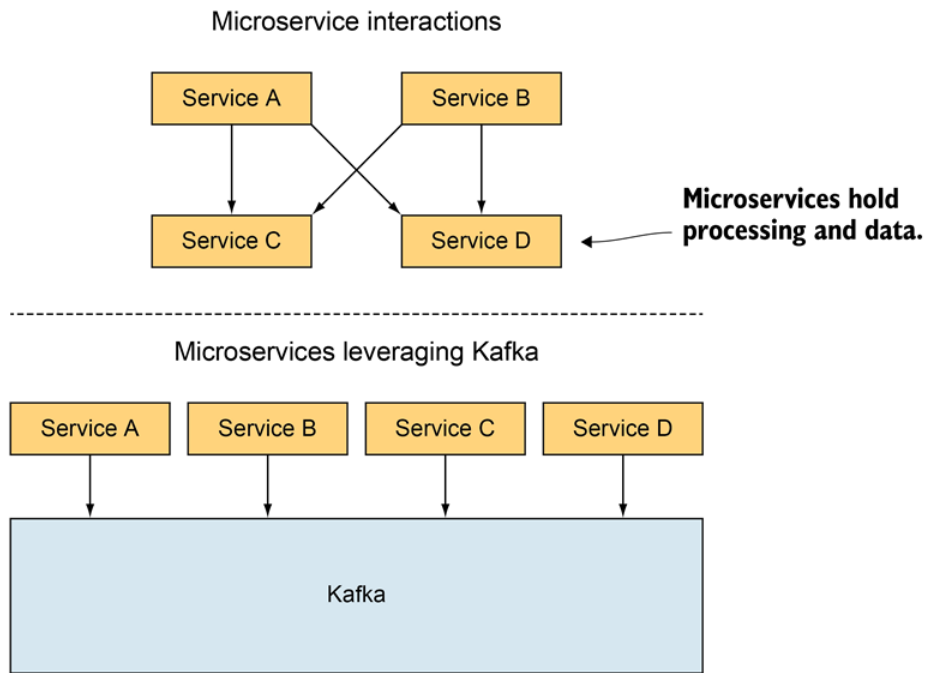 Microservice interactions
Service A
Service B
Service C
Service D
Microservices hold
processing and data.
Microservices leveraging Kafka
Service A
Service B
Service C
Service D
Kafka